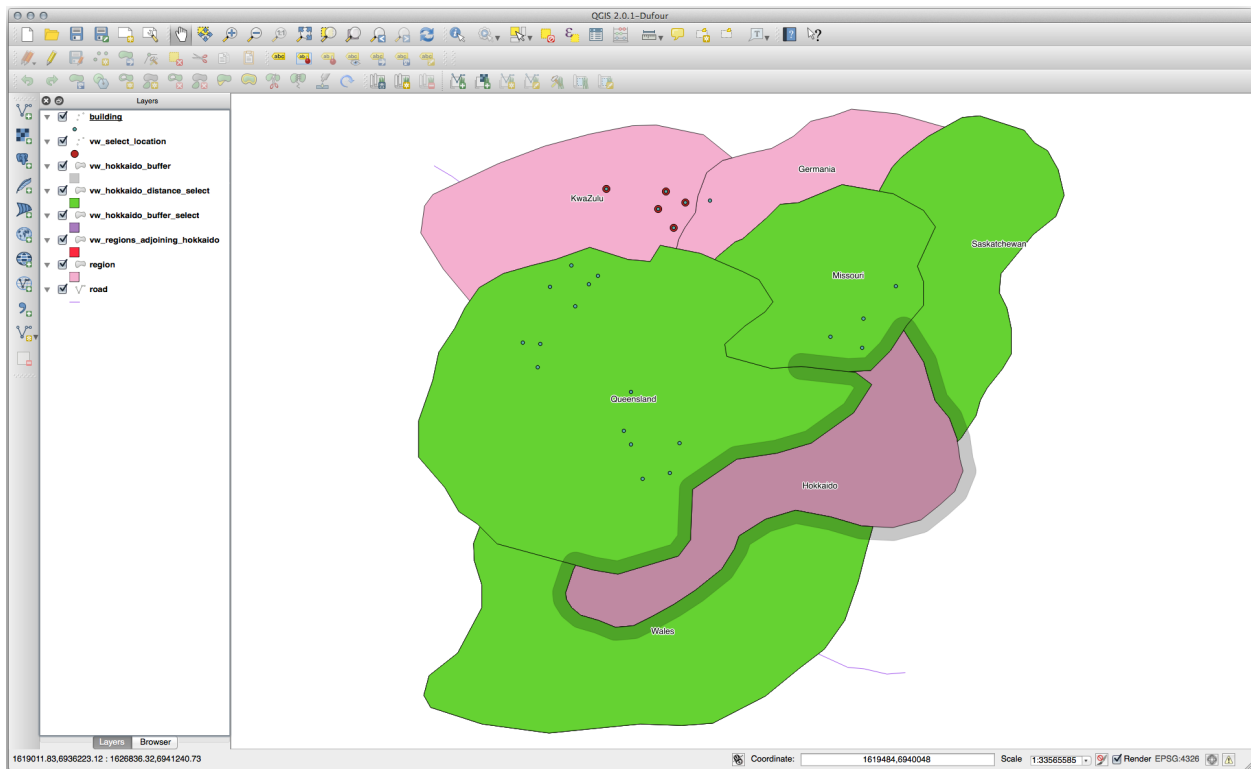 QGIS 2.0.1-Dufour
abc
Layers
building
vw_select_location
vw_hokkaido_buffer
vw_hokkaido_distance_select
vw_hokkaido_buffer_select
vw_regions_adjoining_hokkaido
region
road
Germania
KwaZulu
Saskatchewan
Missouri
Queensland
Hokkaido
Wales
Layers
Browser
1619011.83,6936223.12 : 1626836.32,6941240.73
Coordinate:
1619484,6940048
Scale
1:33565585
Render
EPSG:4326